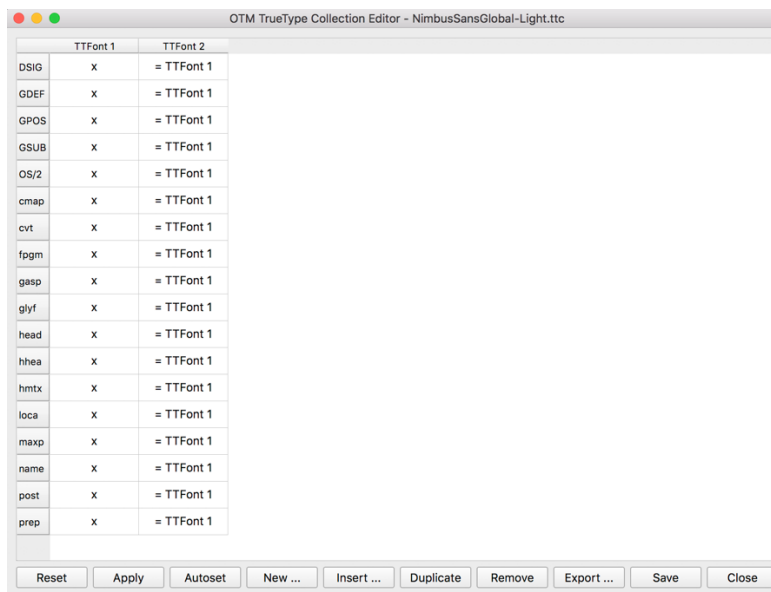 OTM TrueType Collection Editor - NimbusSansGlobal-Light.ttc
TTFont 1 TTFont 2
DSIG x = TTFont 1
GDEF x = TTFont 1
GPOS x = TTFont 1
GSUB x = TTFont 1
OS/2 x = TTFont 1
cmap x = TTFont 1
cvt x = TTFont 1
fpgm x = TTFont 1
gasp x = TTFont 1
glyf x = TTFont 1
head x = TTFont 1
hhea x = TTFont 1
hmtx x = TTFont 1
loca x = TTFont 1
maxp x = TTFont 1
name x = TTFont 1
post x = TTFont 1
prep x = TTFont 1
Reset Apply Autoset New ... Insert ... Duplicate Remove Export ... Save Close